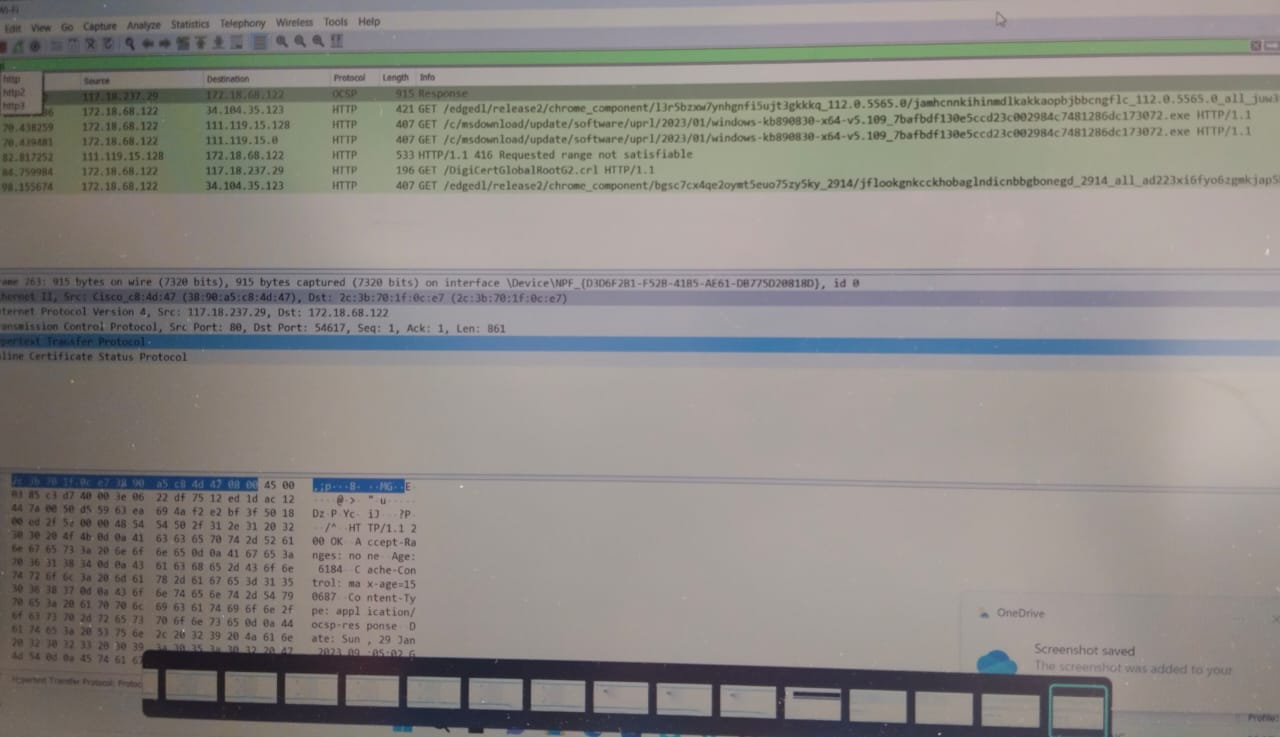 Wi-Fi
Edit View Go Capture Analyze Statistics Telephony Wireless Tools Help
http
http2
http3
Source Destination Protocol Length Info
117.18.237.29 172.18.68.122 OCSP 915 Response
172.18.68.122 34.104.35.123 HTTP 421 GET /edgedl/release2/chrome_component/
70.438259 172.18.68.122 111.119.15.128 HTTP 407 GET /c/msdownload/update/software/uprl/2023/01/windows-kb890830-x64-v5.109_7bafbdf130e5ccd23c002984c7481286dc173072.exe HTTP/1.1
70.439481 172.18.68.122 111.119.15.0 HTTP 407 GET /c/msdownload/update/software/uprl/2023/01/windows-kb890830-x64-v5.109_7bafbdf130e5ccd23c002984c7481286dc173072.exe HTTP/1.1
82.817252 111.119.15.128 172.18.68.122 HTTP 533 HTTP/1.1 416 Requested range not satisfiable
84.759984 172.18.68.122 117.18.237.29 HTTP 196 GET /DigiCertGlobalRootG2.crl HTTP/1.1
98.155674 172.18.68.122 34.104.35.123 HTTP 407 GET /edgedl/release2/chrome_component/
ame 263: 915 bytes on wire (7320 bits), 915 bytes captured (7320 bits) on interface \Device\NPF_{D3D6F2B1-F52B-41B5-AE61-DB775D20818D}, id 0
hernet II, Src: Cisco_c8:4d:47 (38:90:a5:c8:4d:47), Dst: 2c:3b:70:1f:0c:e7 (2c:3b:70:1f:0c:e7)
ternet Protocol Version 4, Src: 117.18.237.29, Dst: 172.18.68.122
ansmission Control Protocol, Src Port: 80, Dst Port: 54617, Seq: 1, Ack: 1, Len: 861
pertext Transfer Protocol
line Certificate Status Protocol
2c 3b 70 1f 0c e7 38 90 a5 c8 4d 47 08 00 45 00 ·;p···8· ··MG··E·
03 85 c3 d7 40 00 3e 06 22 df 75 12 ed 1d ac 12 ····@·>· "·u·····
44 7a 00 50 d5 59 63 ea 69 4a f2 e2 bf 3f 50 18 Dz·P·Yc· iJ···?P·
00 ed 2f 5e 00 00 48 54 54 50 2f 31 2e 31 20 32 ··/^··HT TP/1.1 2
30 30 20 4f 4b 0d 0a 41 63 63 65 70 74 2d 52 61 00 OK··A ccept-Ra
6e 67 65 73 3a 20 6e 6f 6e 65 0d 0a 41 67 65 3a nges: no ne··Age:
20 36 31 38 34 0d 0a 43 61 63 68 65 2d 43 6f 6e 6184··C ache-Con
74 72 6f 6c 3a 20 6d 61 78 2d 61 67 65 3d 31 35 trol: ma x-age=15
30 36 38 37 0d 0a 43 6f 6e 74 65 6e 74 2d 54 79 0687··Co ntent-Ty
70 65 3a 20 61 70 70 6c 69 63 61 74 69 6f 6e 2f pe: appl ication/
6f 63 73 70 2d 72 65 73 70 6f 6e 73 65 0d 0a 44 ocsp-res ponse··D
61 74 65 3a 20 53 75 6e 2c 20 32 39 20 4a 61 6e ate: Sun , 29 Jan
20 32 30 32 33 20 30 39 3a 30 35 3a 30 32 20 47 2023 09 :05:02 G
4d 54 0d 0a 45 74 61 67
Hypertext Transfer Protocol: Protoc
OneDrive
Screenshot saved
The screenshot was added to your
Profile: